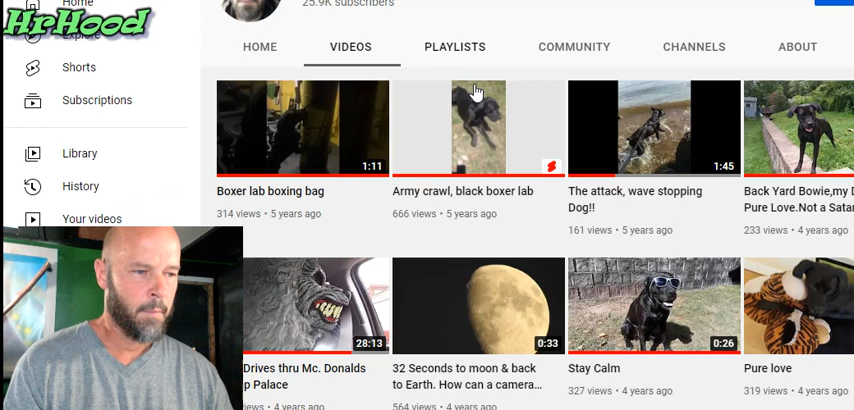 Home
25.9K subscribers
HrHood
Explore
HOME
VIDEOS
PLAYLISTS
COMMUNITY
CHANNELS
ABOUT
Shorts
Subscriptions
Library
History
Your videos
1:11
1:45
Boxer lab boxing bag
314 views • 5 years ago
Army crawl, black boxer lab
666 views • 5 years ago
The attack, wave stopping
Dog!!
161 views • 5 years ago
Back Yard Bowie,my
Pure Love.Not a
233 views • 4 years
28:13
0:33
0:26
Drives thru Mc. Donalds
Palace
4 years ago
32 Seconds to moon & back
to Earth. How can a camera...
564 views • 4 years ago
Stay Calm
327 views • 4 years ago
Pure love
319 views • 4 years ago